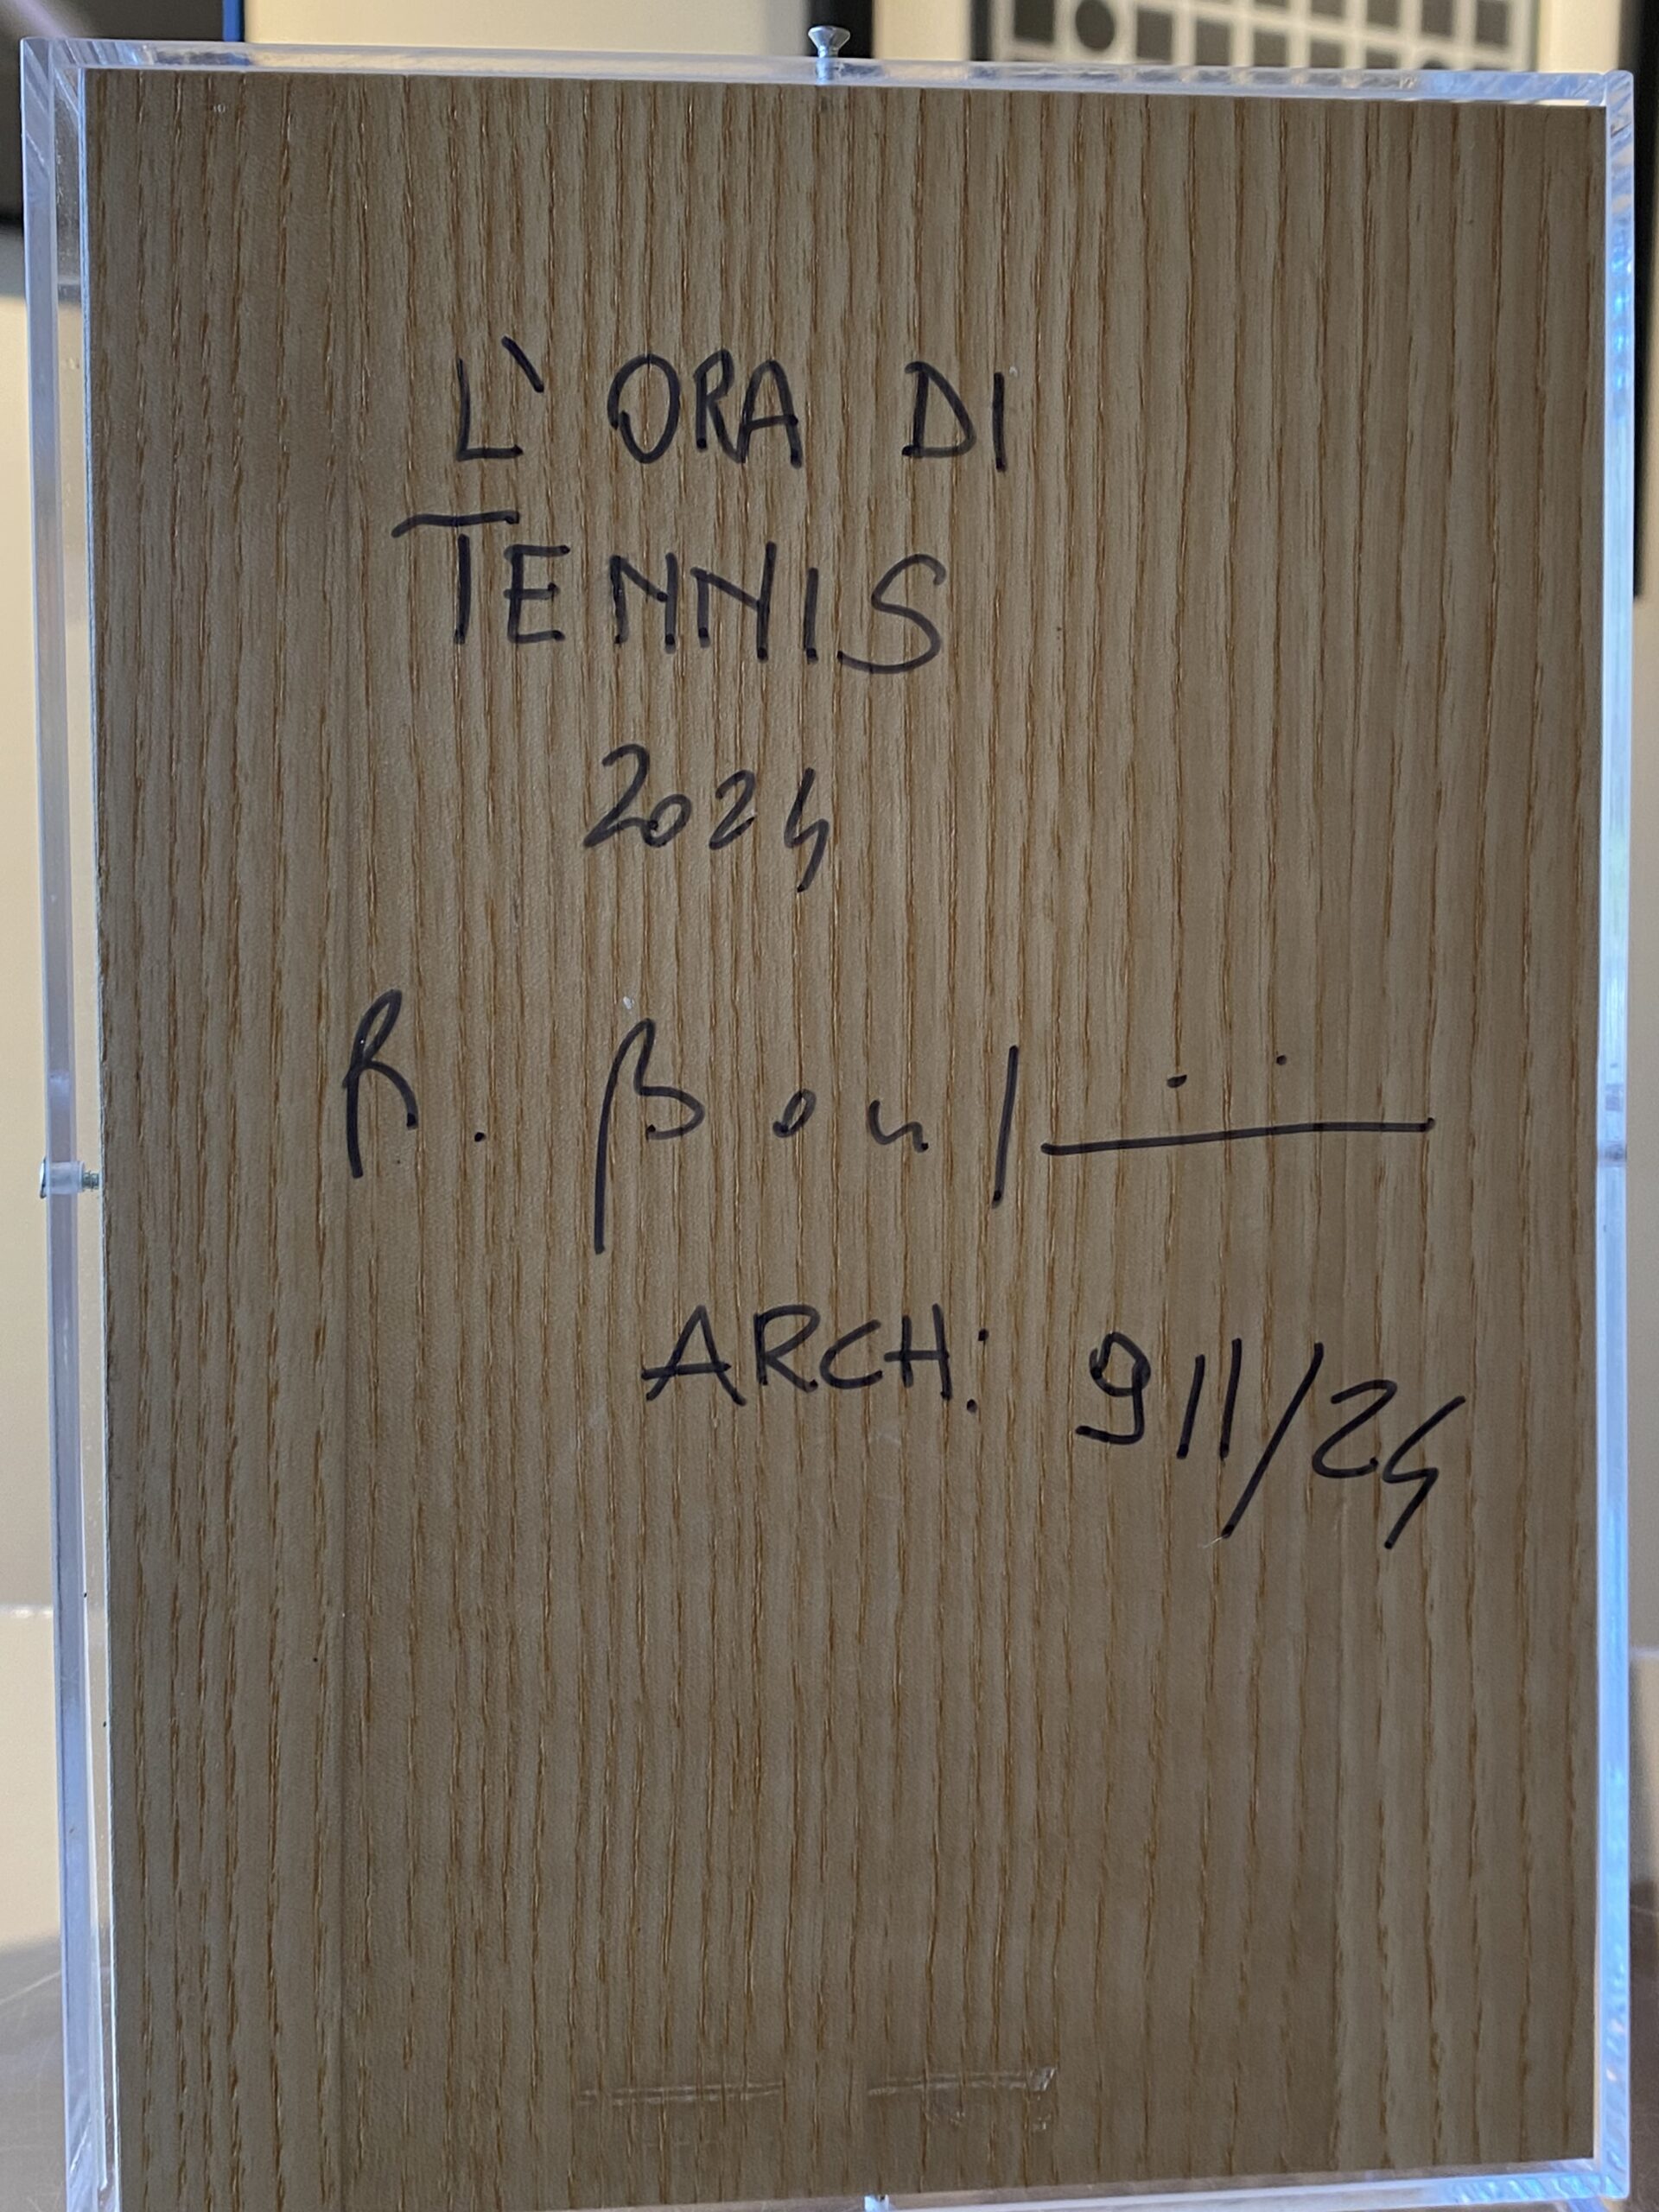 L'ORA DI
TENNIS
2024
R.
ARCH: 911/24